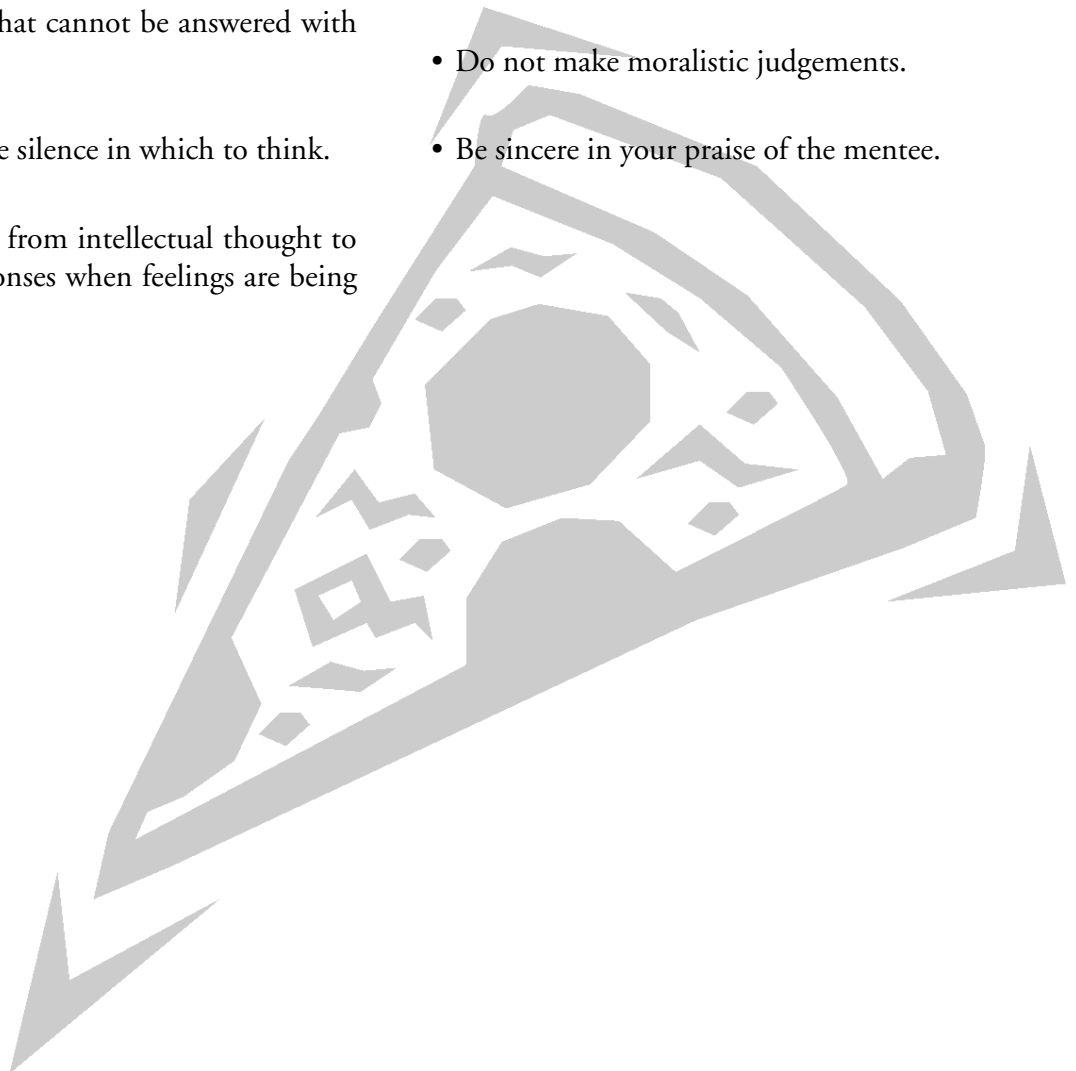 hat cannot be answered with
silence in which to think.
from intellectual thought to
onses when feelings are being
• Do not make moralistic judgements.
• Be sincere in your praise of the mentee.